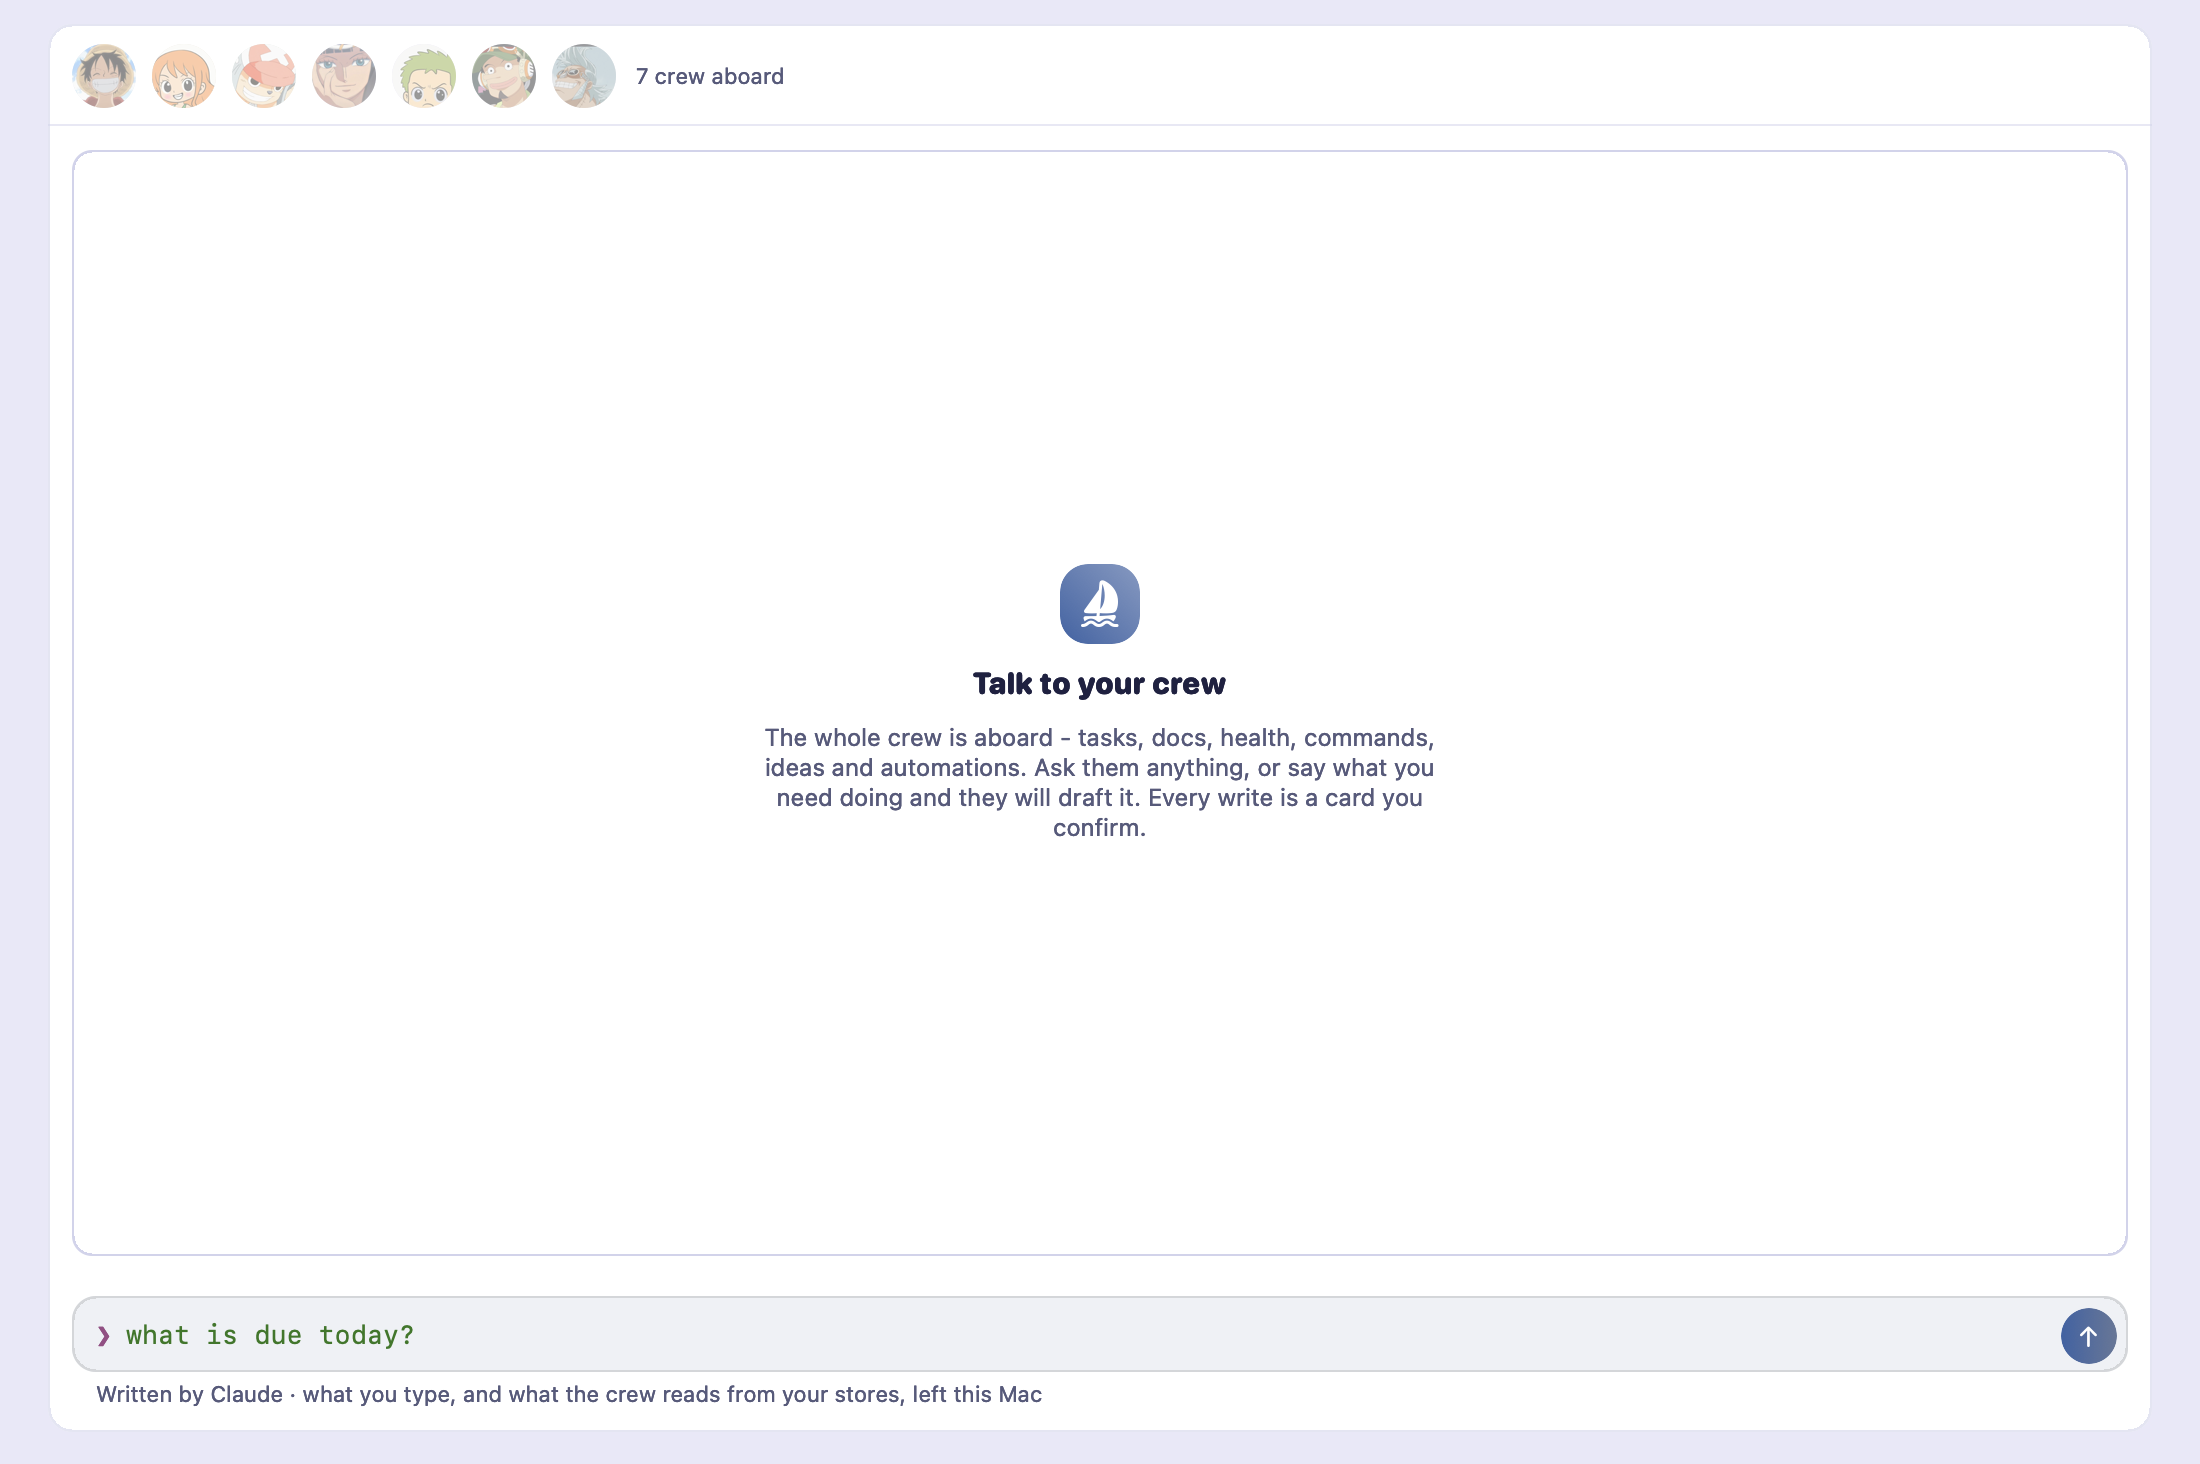 7 crew aboard
Talk to your crew
The whole crew is aboard - tasks, docs, health, commands,
ideas and automations. Ask them anything, or say what you
need doing and they will draft it. Every write is a card you
confirm.
❯ what is due today?
Written by Claude · what you type, and what the crew reads from your stores, left this Mac